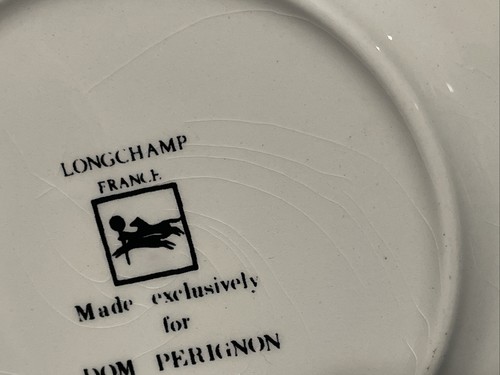 LONGCHAMP
FRANCE
Made exclusively
for
DOM PERIGNON